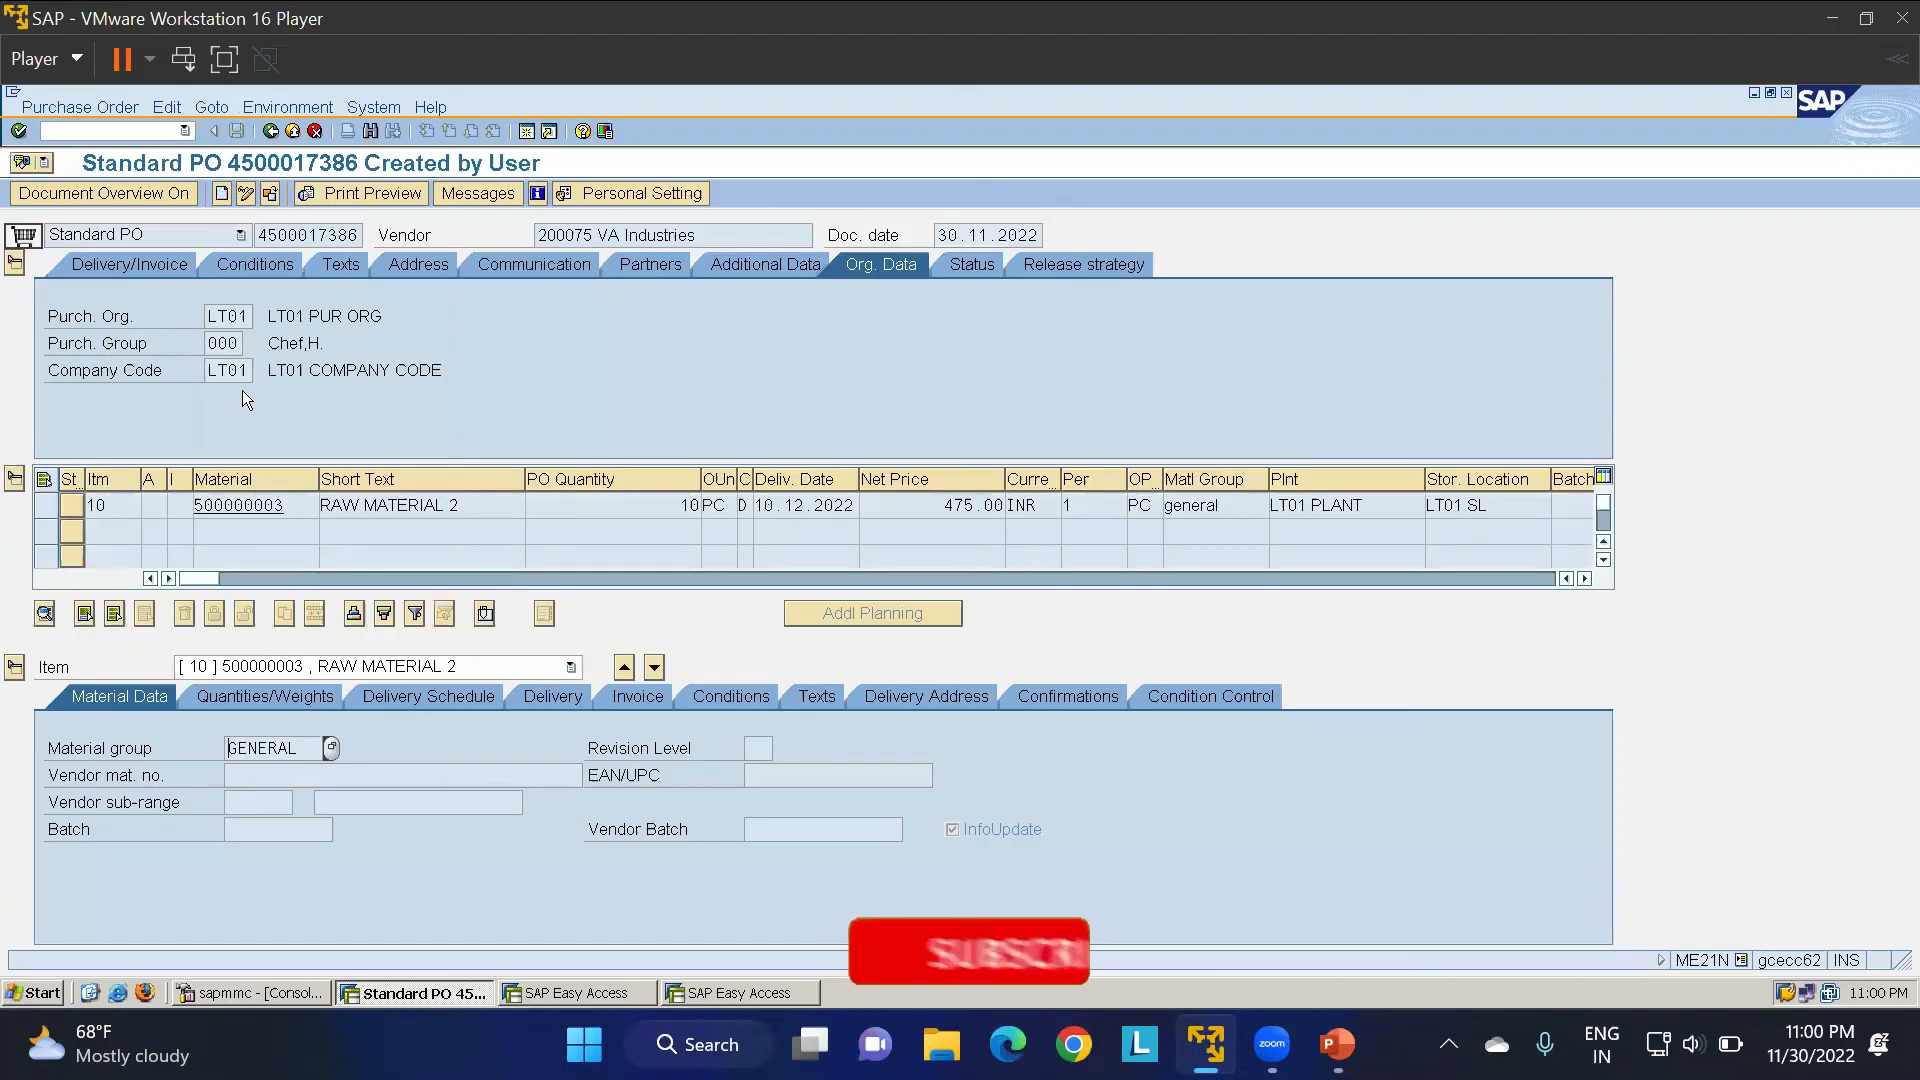 SAP - VMware Workstation 16 Player
Player
Purchase Order Edit Goto Environment System Help
SAP
Standard PO 4500017386 Created by User
Document Overview On Print Preview Messages Personal Setting
Standard PO 4500017386 Vendor 200075 VA Industries Doc. date 30.11.2022
Delivery/Invoice Conditions Texts Address Communication Partners Additional Data Org. Data Status Release strategy
Purch. Org. LT01 LT01 PUR ORG
Purch. Group 000 Chef,H.
Company Code LT01 LT01 COMPANY CODE
St... Itm A I Material Short Text PO Quantity OUn C Deliv. Date Net Price Curre... Per OP... Matl Group Plnt Stor. Location Batch
10 500000003 RAW MATERIAL 2 10 PC D 10.12.2022 475.00 INR 1 PC general LT01 PLANT LT01 SL
Addl Planning
Item [ 10 ] 500000003 , RAW MATERIAL 2
Material Data Quantities/Weights Delivery Schedule Delivery Invoice Conditions Texts Delivery Address Confirmations Condition Control
Material group GENERAL Revision Level
Vendor mat. no. EAN/UPC
Vendor sub-range
Batch Vendor Batch InfoUpdate
SUBSCRI
ME21N gcecc62 INS
Start sapmmc - [Consol... Standard PO 45... SAP Easy Access SAP Easy Access 11:00 PM
68°F
Mostly cloudy
Search
L
zoom
P
ENG
IN
11:00 PM
11/30/2022